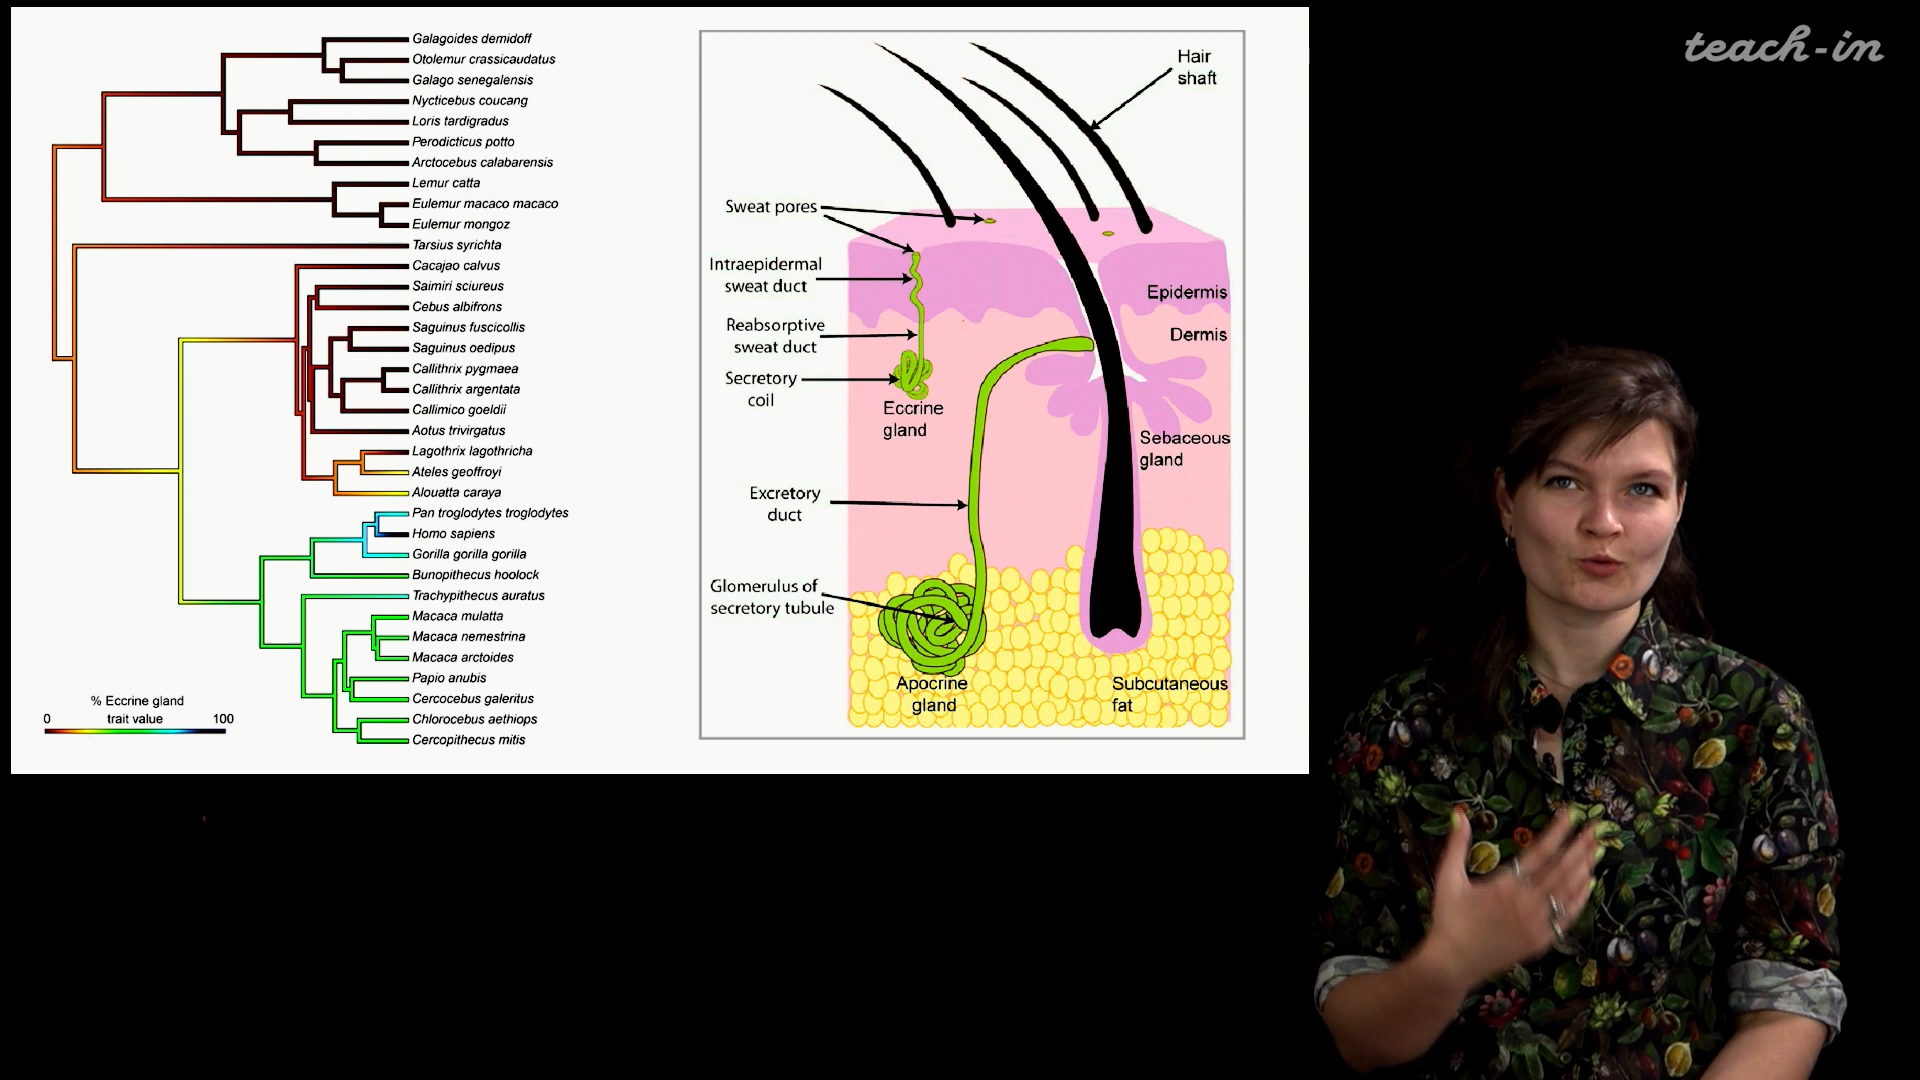 teach-in
Galagoides demidoff
Otolemur crassicaudatus
Galago senegalensis
Nycticebus coucang
Loris tardigradus
Perodicticus potto
Arctocebus calabarensis
Lemur catta
Eulemur macaco macaco
Eulemur mongoz
Tarsius syrichta
Cacajao calvus
Saimiri sciureus
Cebus albifrons
Saguinus fuscicollis
Saguinus oedipus
Callithrix pygmaea
Callithrix argentata
Callimico goeldii
Aotus trivirgatus
Lagothrix lagothricha
Ateles geoffroyi
Alouatta caraya
Pan troglodytes troglodytes
Homo sapiens
Gorilla gorilla gorilla
Bunopithecus hoolock
Trachypithecus auratus
Macaca mulatta
Macaca nemestrina
Macaca arctoides
Papio anubis
Cercocebus galeritus
Chlorocebus aethiops
Cercopithecus mitis
% Eccrine gland
0 trait value 100
Hair
shaft
Sweat pores
Intraepidermal
sweat duct
Epidermis
Reabsorptive
sweat duct
Dermis
Secretory
coil
Eccrine
gland
Sebaceous
gland
Excretory
duct
Glomerulus of
secretory tubule
Apocrine
gland
Subcutaneous
fat